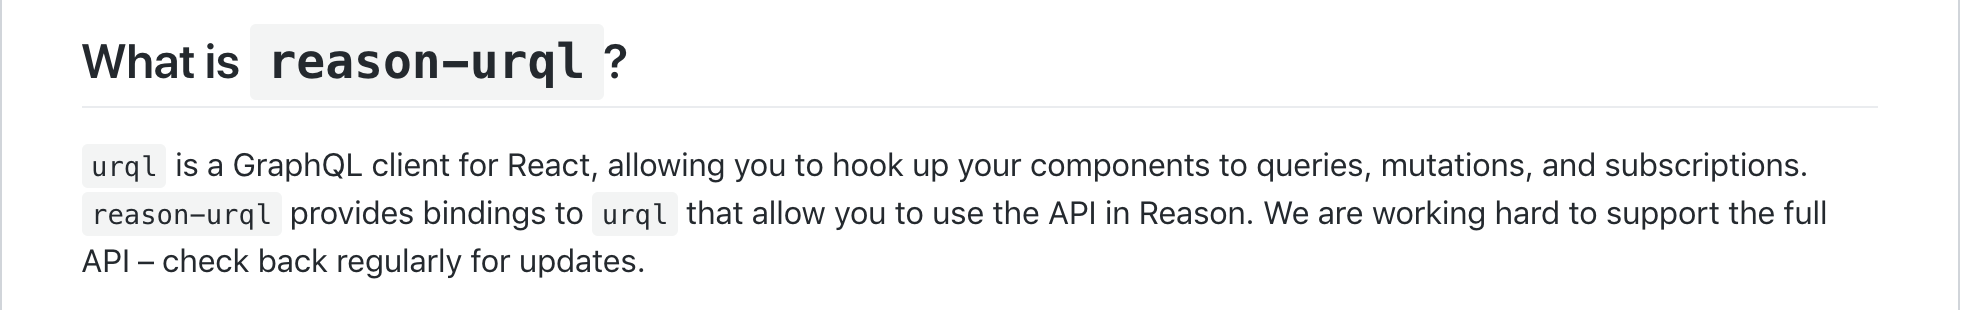 What is reason-urql ?
urql is a GraphQL client for React, allowing you to hook up your components to queries, mutations, and subscriptions.
reason-urql provides bindings to urql that allow you to use the API in Reason. We are working hard to support the full
API – check back regularly for updates.